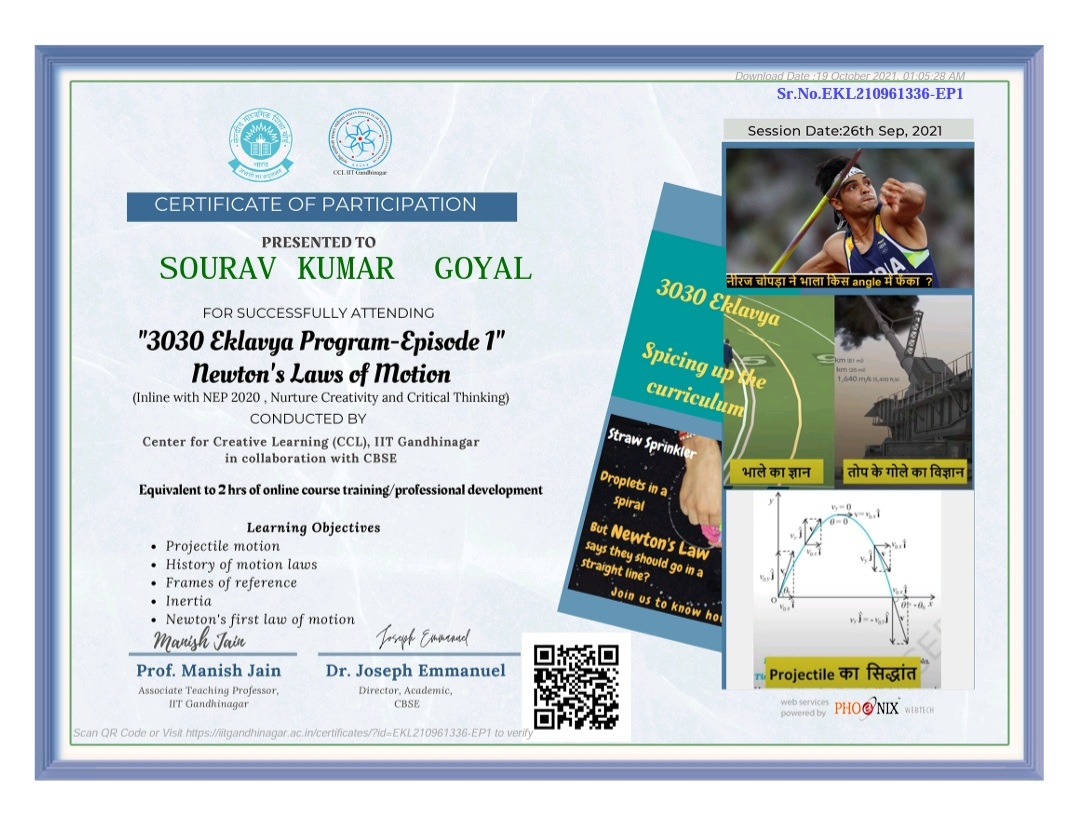 Download Date :19 October 2021, 01:05:28 AM
Sr.No.EKL210961336-EP1
Session Date:26th Sep, 2021
केन्द्रीय माध्यमिक शिक्षा बोर्ड
भारत
असतो मा सद्गमय
CCL IIT Gandhinagar
CERTIFICATE OF PARTICIPATION
PRESENTED TO
SOURAV KUMAR GOYAL
FOR SUCCESSFULLY ATTENDING
"3030 Eklavya Program-Episode 1"
Newton's Laws of Motion
(Inline with NEP 2020 , Nurture Creativity and Critical Thinking)
CONDUCTED BY
Center for Creative Learning (CCL), IIT Gandhinagar
in collaboration with CBSE
Equivalent to 2 hrs of online course training/professional development
Learning Objectives
• Projectile motion
• History of motion laws
• Frames of reference
• Inertia
• Newton's first law of motion
Manish Jain
Prof. Manish Jain
Associate Teaching Professor,
IIT Gandhinagar
Joseph Emmanuel
Dr. Joseph Emmanuel
Director, Academic,
CBSE
Scan QR Code or Visit https://iitgandhinagar.ac.in/certificates/?id=EKL210961336-EP1 to verify
3030 Eklavya
Spicing up the
curriculum
Straw Sprinkler
Droplets in a
spiral
But Newton's Law
says they should go in a
straight line?
Join us to know ho
नीरज चोपड़ा ने भाला किस angle में फेंका ?
5
1,640 m/s
भाले का ज्ञान
तोप के गोले का विज्ञान
y
O
x
Projectile का सिद्धांत
web services
powered by
PHOENIX WEBTECH